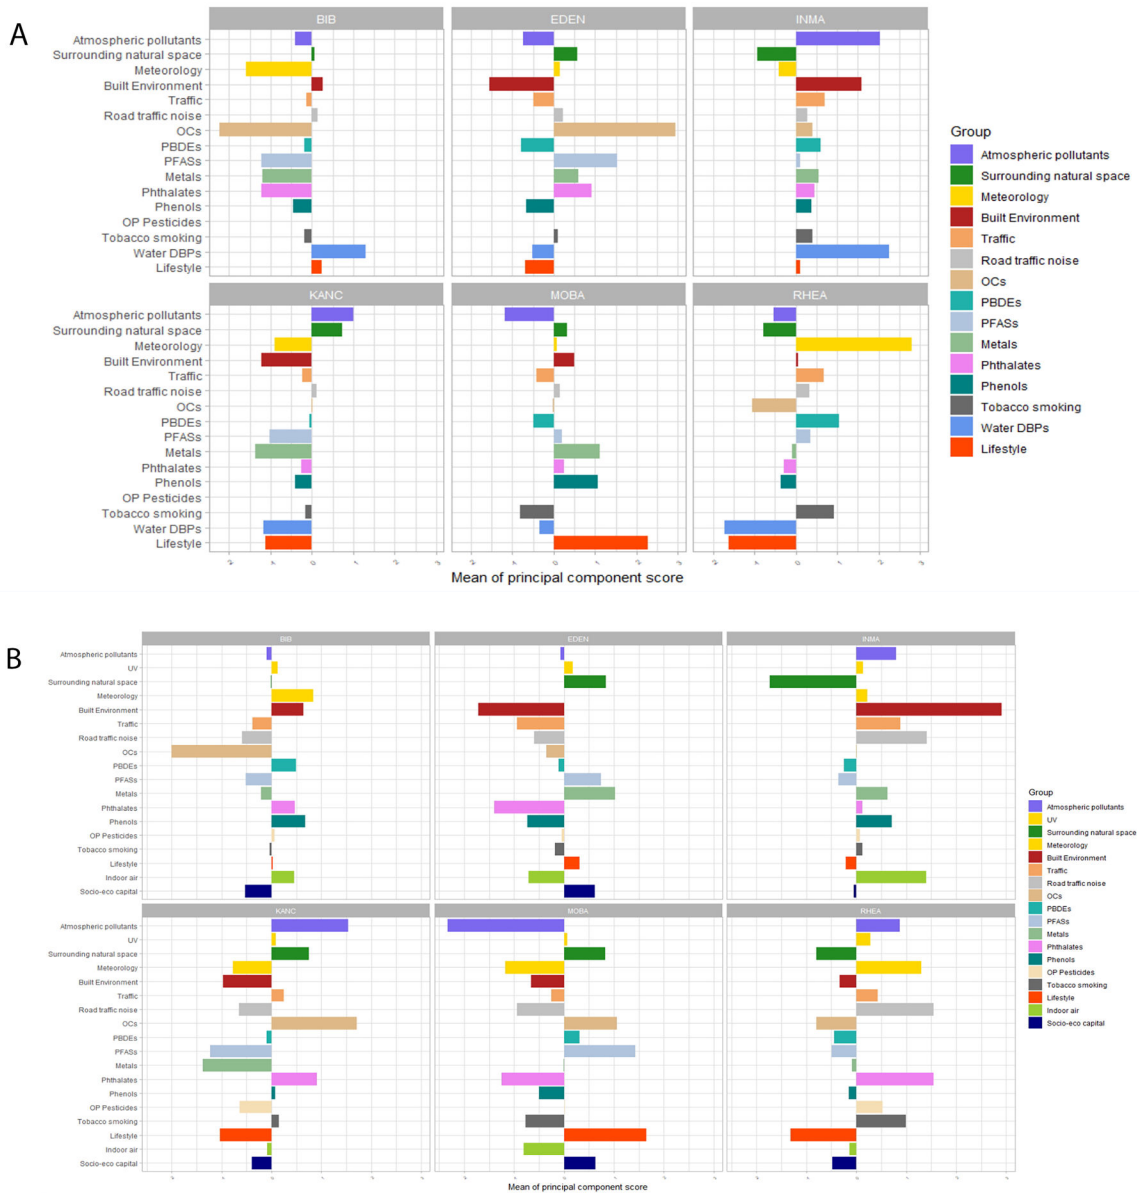 A
BIB EDEN INMA
Atmospheric pollutants
Surrounding natural space
Meteorology
Built Environment
Traffic
Road traffic noise
OCs
PBDEs
PFASs
Metals
Phthalates
Phenols
OP Pesticides
Tobacco smoking
Water DBPs
Lifestyle
KANC MOBA RHEA
Atmospheric pollutants
Surrounding natural space
Meteorology
Built Environment
Traffic
Road traffic noise
OCs
PBDEs
PFASs
Metals
Phthalates
Phenols
OP Pesticides
Tobacco smoking
Water DBPs
Lifestyle
Mean of principal component score
Group
Atmospheric pollutants
Surrounding natural space
Meteorology
Built Environment
Traffic
Road traffic noise
OCs
PBDEs
PFASs
Metals
Phthalates
Phenols
Tobacco smoking
Water DBPs
Lifestyle
B
BIB EDEN INMA
Atmospheric pollutants
UV
Surrounding natural space
Meteorology
Built Environment
Traffic
Road traffic noise
OCs
PBDEs
PFASs
Metals
Phthalates
Phenols
OP Pesticides
Tobacco smoking
Lifestyle
Indoor air
Socio-eco capital
KANC MOBA RHEA
Atmospheric pollutants
UV
Surrounding natural space
Meteorology
Built Environment
Traffic
Road traffic noise
OCs
PBDEs
PFASs
Metals
Phthalates
Phenols
OP Pesticides
Tobacco smoking
Lifestyle
Indoor air
Socio-eco capital
Mean of principal component score
Group
Atmospheric pollutants
UV
Surrounding natural space
Meteorology
Built Environment
Traffic
Road traffic noise
OCs
PBDEs
PFASs
Metals
Phthalates
Phenols
OP Pesticides
Tobacco smoking
Lifestyle
Indoor air
Socio-eco capital